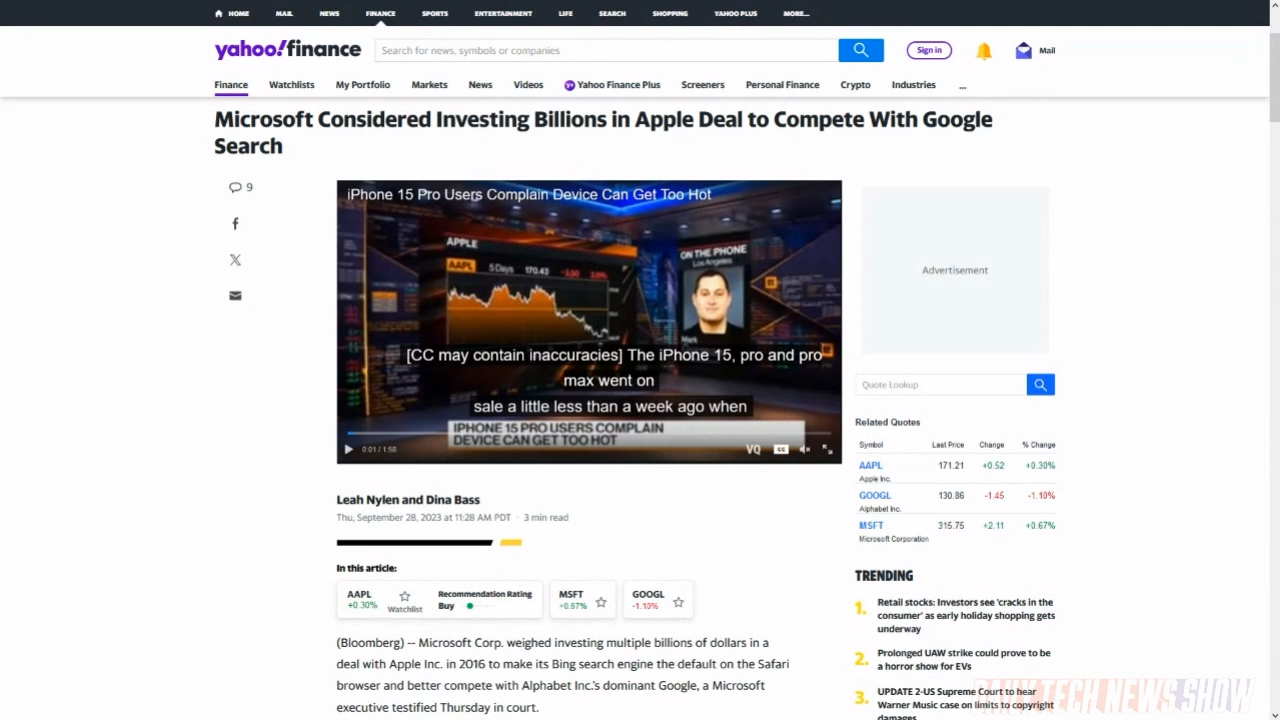 HOME MAIL NEWS FINANCE SPORTS ENTERTAINMENT LIFE SEARCH SHOPPING YAHOO PLUS MORE...
yahoo!finance
Search for news, symbols or companies
Sign in
Mail
Finance Watchlists My Portfolio Markets News Videos Yahoo Finance Plus Screeners Personal Finance Crypto Industries ...
Microsoft Considered Investing Billions in Apple Deal to Compete With Google
Search
9
iPhone 15 Pro Users Complain Device Can Get Too Hot
APPLE
AAPL 5 Days 170.43
ON THE PHONE
Los Angeles
Mark
[CC may contain inaccuracies] The iPhone 15, pro and pro
max went on
sale a little less than a week ago when
IPHONE 15 PRO USERS COMPLAIN
DEVICE CAN GET TOO HOT
0:01 / 1:58
VQ CC
Advertisement
Quote Lookup
Related Quotes
Symbol Last Price Change % Change
AAPL 171.21 +0.52 +0.30%
Apple Inc.
GOOGL 130.86 -1.45 -1.10%
Alphabet Inc.
MSFT 315.75 +2.11 +0.67%
Microsoft Corporation
Leah Nylen and Dina Bass
Thu, September 28, 2023 at 11:28 AM PDT · 3 min read
In this article:
AAPL
+0.30%
Watchlist
Recommendation Rating
Buy
MSFT
+0.67%
GOOGL
-1.10%
(Bloomberg) -- Microsoft Corp. weighed investing multiple billions of dollars in a
deal with Apple Inc. in 2016 to make its Bing search engine the default on the Safari
browser and better compete with Alphabet Inc.'s dominant Google, a Microsoft
executive testified Thursday in court.
TRENDING
1. Retail stocks: Investors see 'cracks in the
consumer' as early holiday shopping gets
underway
2. Prolonged UAW strike could prove to be
a horror show for EVs
3. UPDATE 2-US Supreme Court to hear
Warner Music case on limits to copyright
damages
DAILY TECH NEWS SHOW